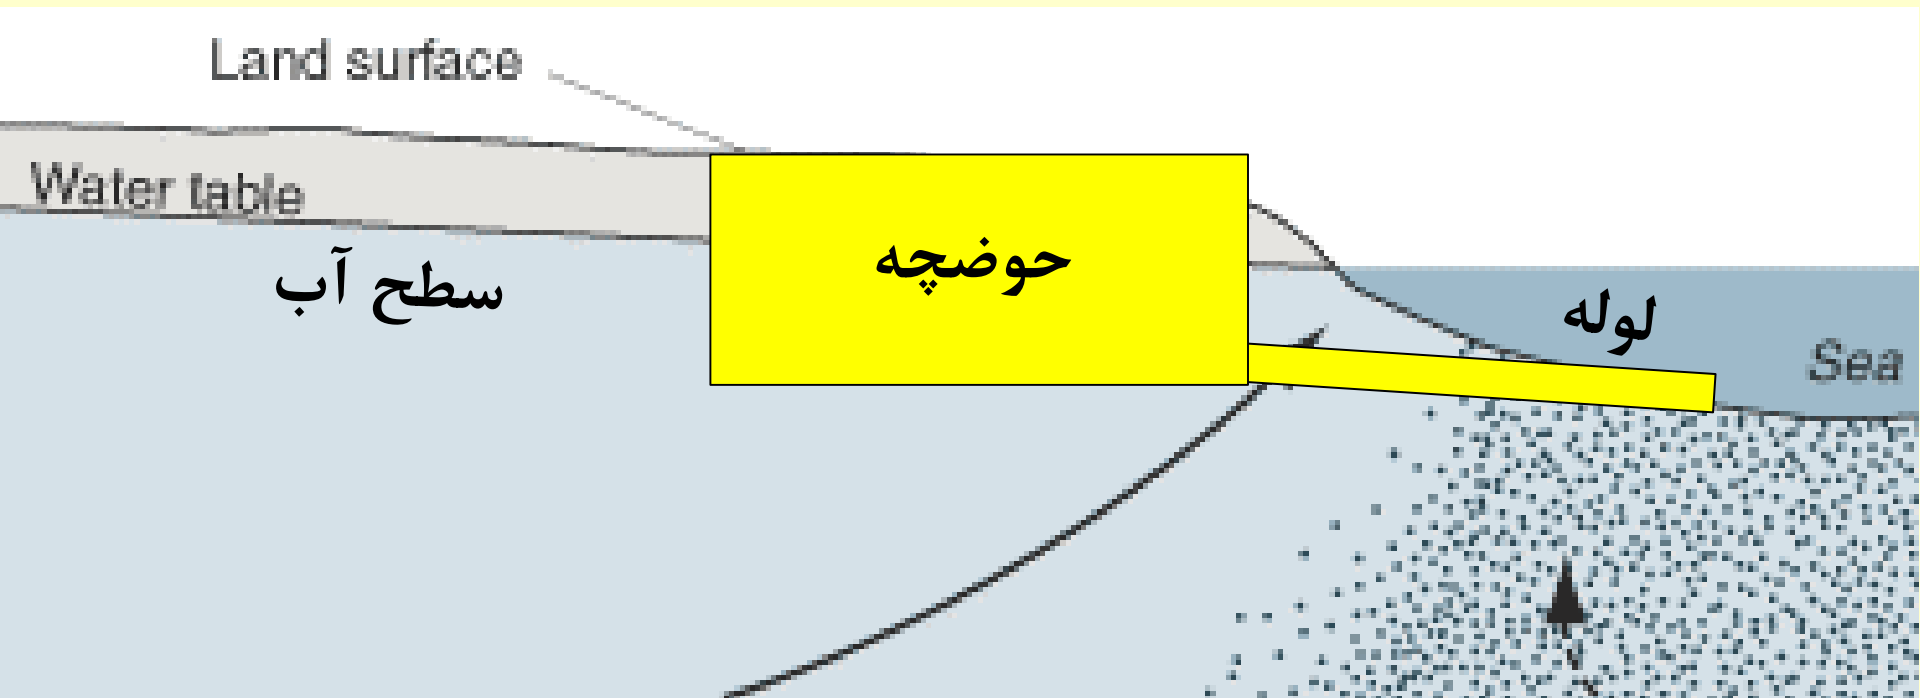 Land surface
Water table
سطح آب
حوضچه
لوله
Sea